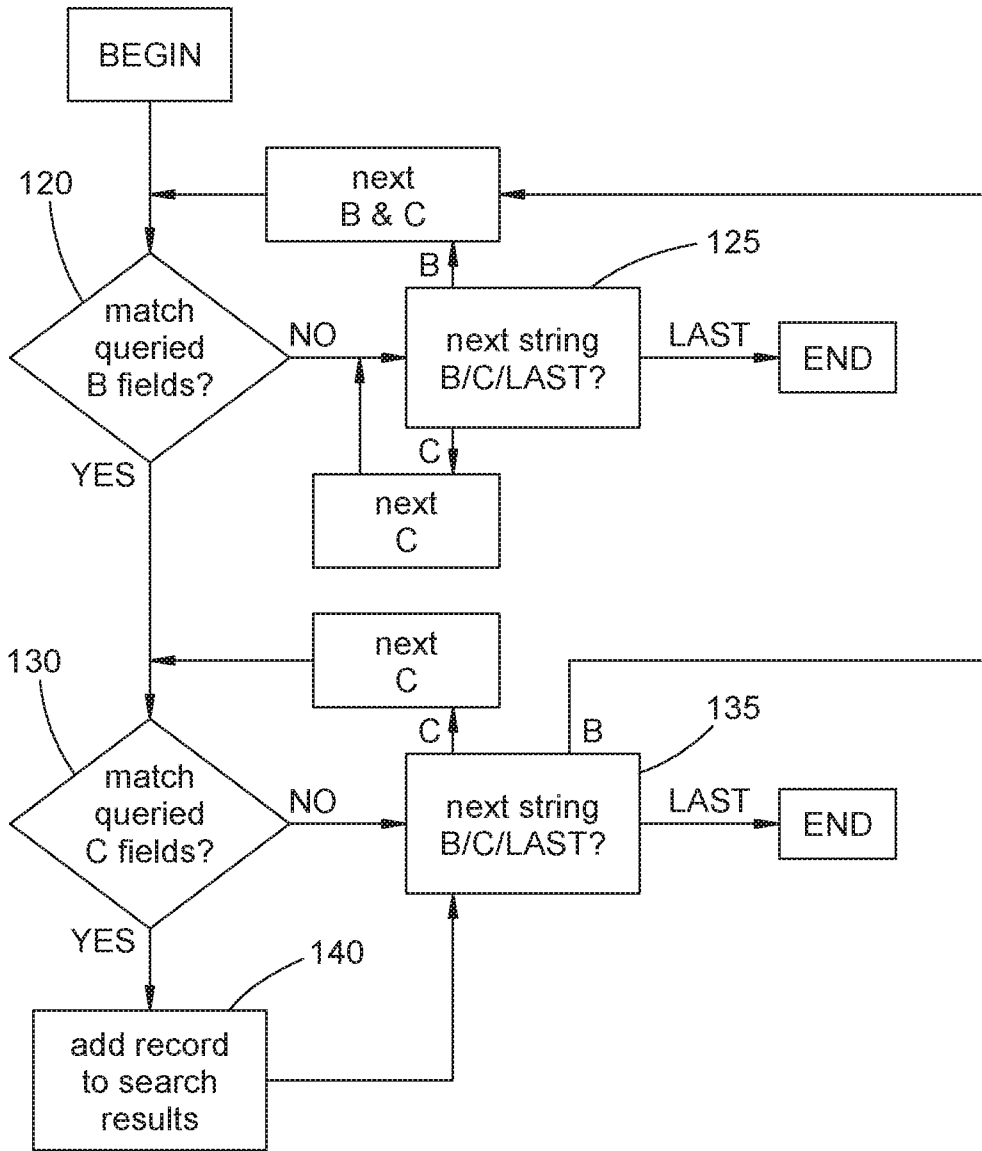 BEGIN
next
B & C
120
125
B
match
queried
B fields?
NO
next string
B/C/LAST?
LAST
END
YES
C
next
C
next
C
130
C
B
135
match
queried
C fields?
NO
next string
B/C/LAST?
LAST
END
YES
140
add record
to search
results